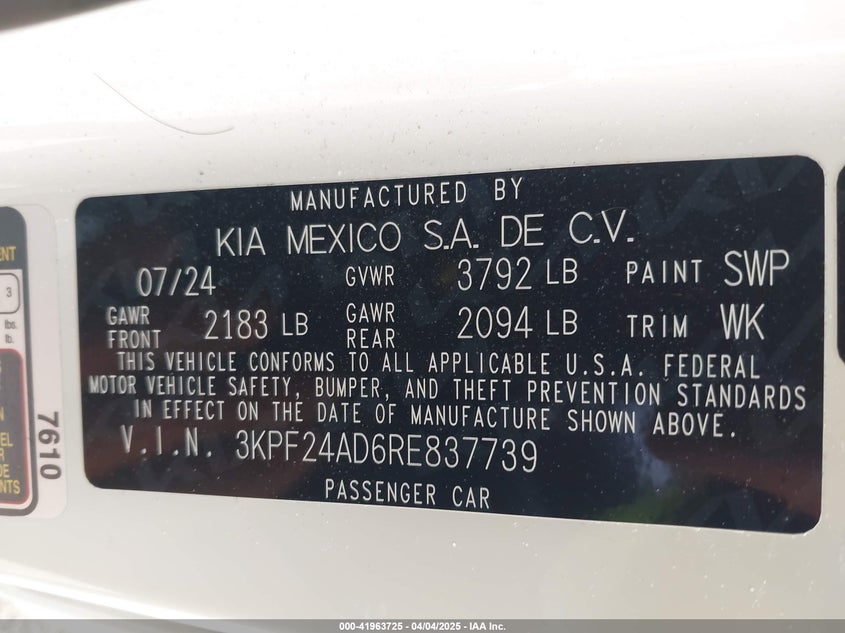 MANUFACTURED BY
KIA MEXICO S.A. DE C.V.
07/24 GVWR 3792 LB PAINT SWP
GAWR FRONT 2183 LB GAWR REAR 2094 LB TRIM WK
THIS VEHICLE CONFORMS TO ALL APPLICABLE U.S.A. FEDERAL
MOTOR VEHICLE SAFETY, BUMPER, AND THEFT PREVENTION STANDARDS
IN EFFECT ON THE DATE OF MANUFACTURE SHOWN ABOVE.
V.I.N. 3KPF24AD6RE837739
PASSENGER CAR
3
lbs.
lb.
7610
000-41963725 - 04/04/2025 - IAA Inc.